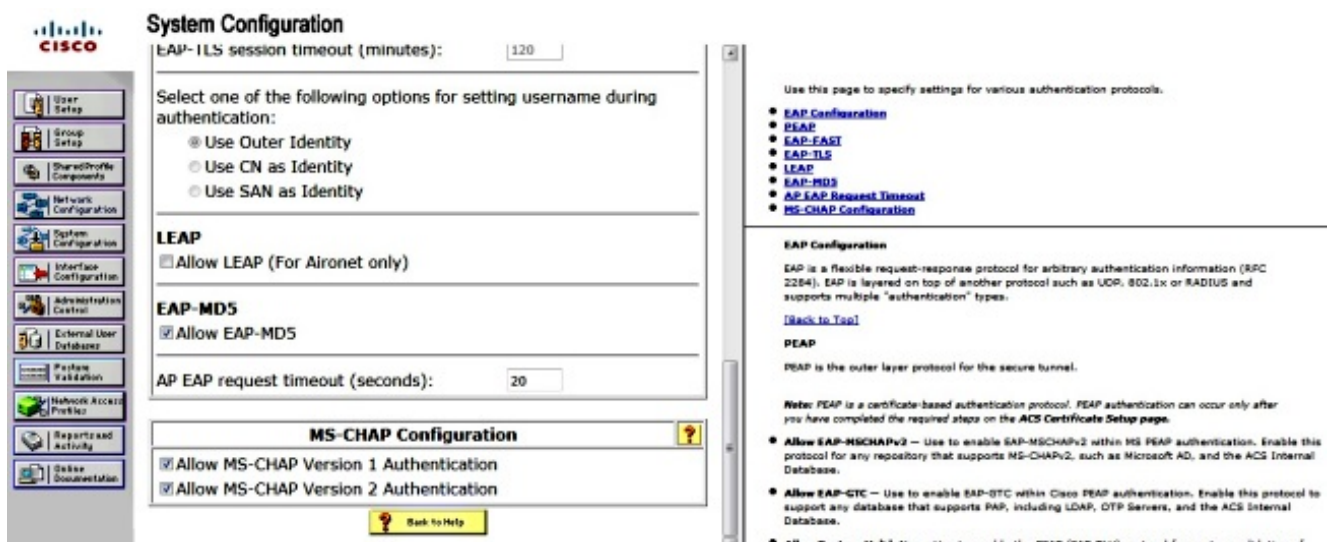 CISCO
System Configuration
User Setup
Group Setup
Shared Profile Components
Network Configuration
System Configuration
Interface Configuration
Administration Control
External User Databases
Posture Validation
Network Access Profiles
Reports and Activity
Online Documentation
EAP-TLS session timeout (minutes): 120
Select one of the following options for setting username during
authentication:
Use Outer Identity
Use CN as Identity
Use SAN as Identity
LEAP
Allow LEAP (For Aironet only)
EAP-MD5
Allow EAP-MD5
AP EAP request timeout (seconds): 20
MS-CHAP Configuration ?
Allow MS-CHAP Version 1 Authentication
Allow MS-CHAP Version 2 Authentication
? Back to Help
Use this page to specify settings for various authentication protocols.
EAP Configuration
PEAP
EAP-FAST
EAP-TLS
LEAP
EAP-MD5
AP EAP Request Timeout
MS-CHAP Configuration
EAP Configuration
EAP is a flexible request-response protocol for arbitrary authentication information (RFC
2284). EAP is layered on top of another protocol such as UDP, 802.1x or RADIUS and
supports multiple "authentication" types.
[Back to Top]
PEAP
PEAP is the outer layer protocol for the secure tunnel.
Note: PEAP is a certificate-based authentication protocol. PEAP authentication can occur only after
you have completed the required steps on the ACS Certificate Setup page.
Allow EAP-MSCHAPv2 — Use to enable EAP-MSCHAPv2 within MS PEAP authentication. Enable this
protocol for any repository that supports MS-CHAPv2, such as Microsoft AD, and the ACS Internal
Database.
Allow EAP-GTC — Use to enable EAP-GTC within Cisco PEAP authentication. Enable this protocol to
support any database that supports PAP, including LDAP, OTP Servers, and the ACS Internal
Database.